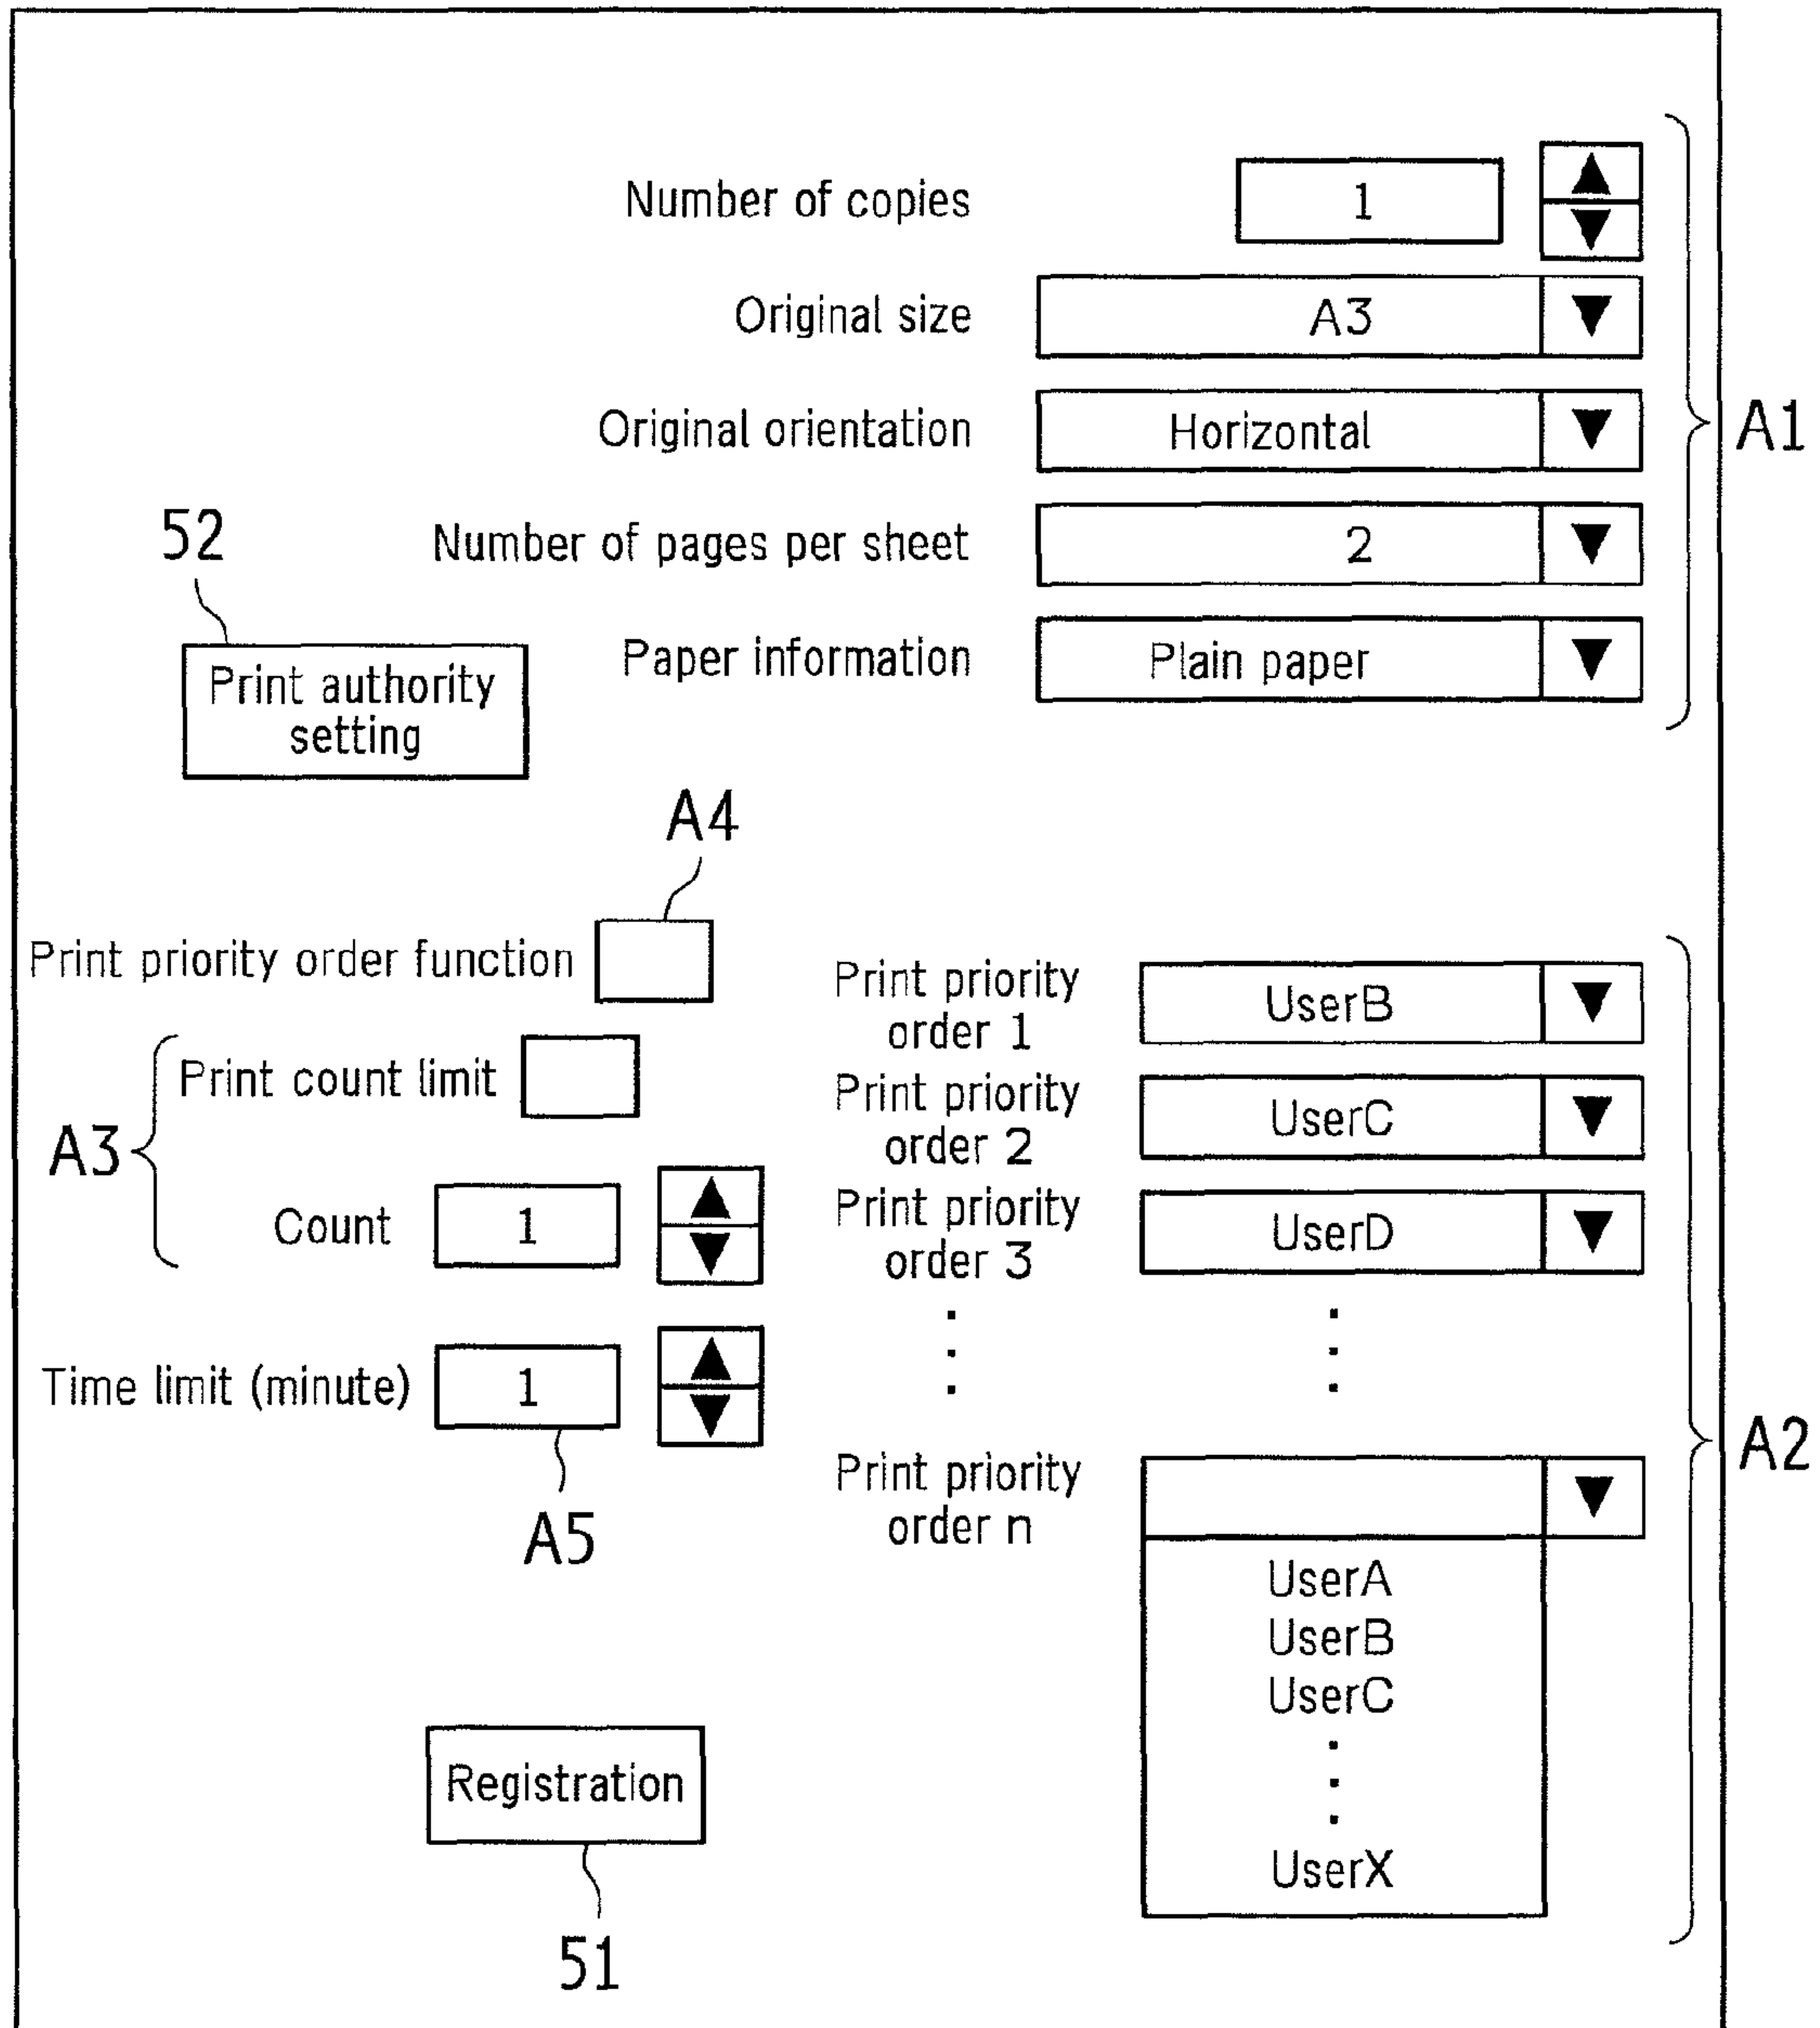 Number of copies 1
Original size A3
Original orientation Horizontal
A1
Number of pages per sheet 2
52
Paper information Plain paper
Print authority
setting
A4
Print priority order function
Print count limit
A3
Count 1
Time limit (minute) 1
A5
Print priority
order 1
UserB
Print priority
order 2
UserC
Print priority
order 3
UserD
A2
Print priority
order n
UserA
UserB
UserC
UserX
Registration
51